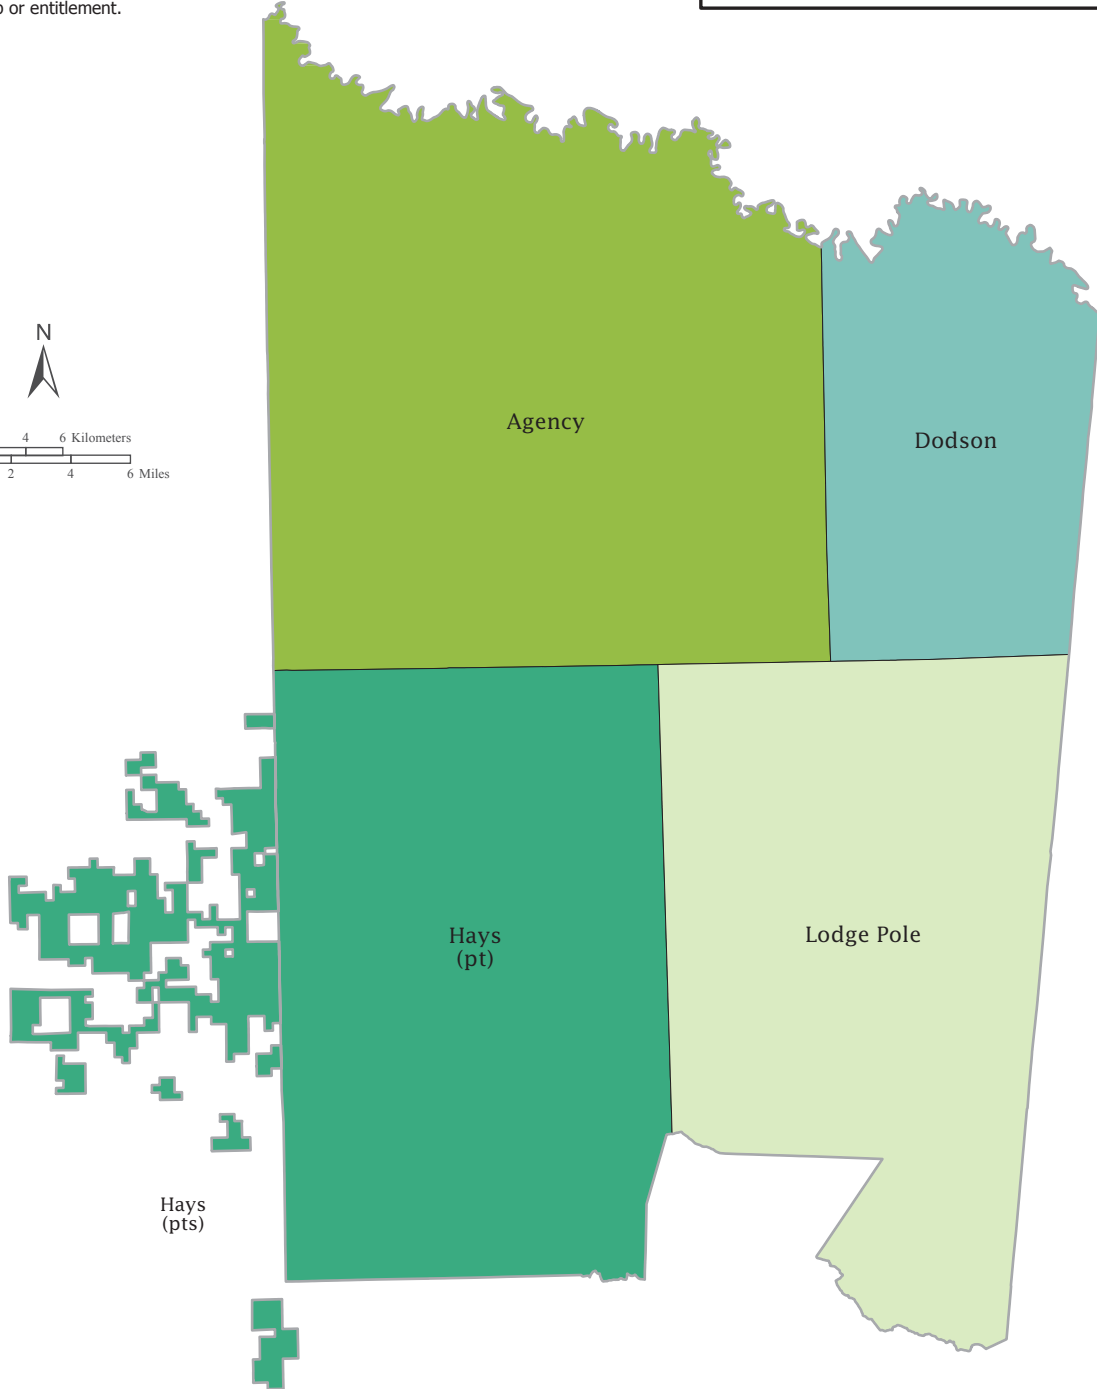 or entitlement.
N
4 6 Kilometers
2 4 6 Miles
Agency
Dodson
Hays
(pt)
Lodge Pole
Hays
(pts)